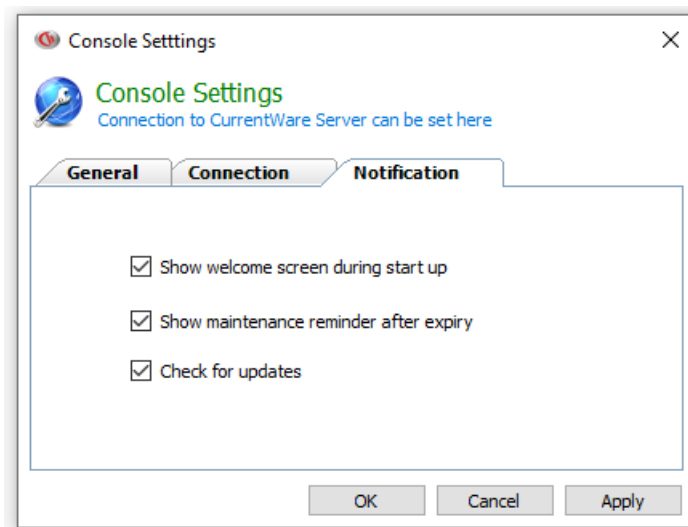 Console Setttings
Console Settings
Connection to CurrentWare Server can be set here
General Connection Notification
Show welcome screen during start up
Show maintenance reminder after expiry
Check for updates
OK Cancel Apply